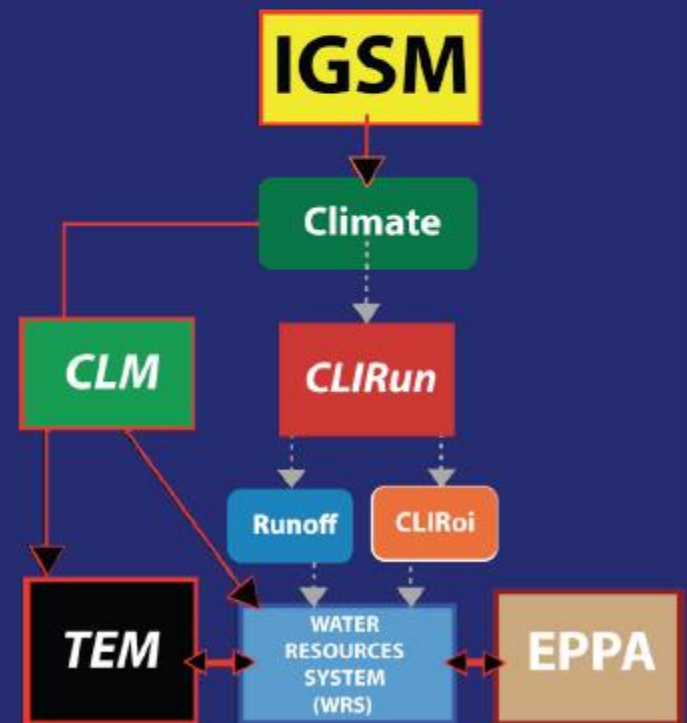 IGSM
Climate
CLM
CLIRun
Runoff
CLIRoi
TEM
WATER
RESOURCES
SYSTEM
(WRS)
EPPA